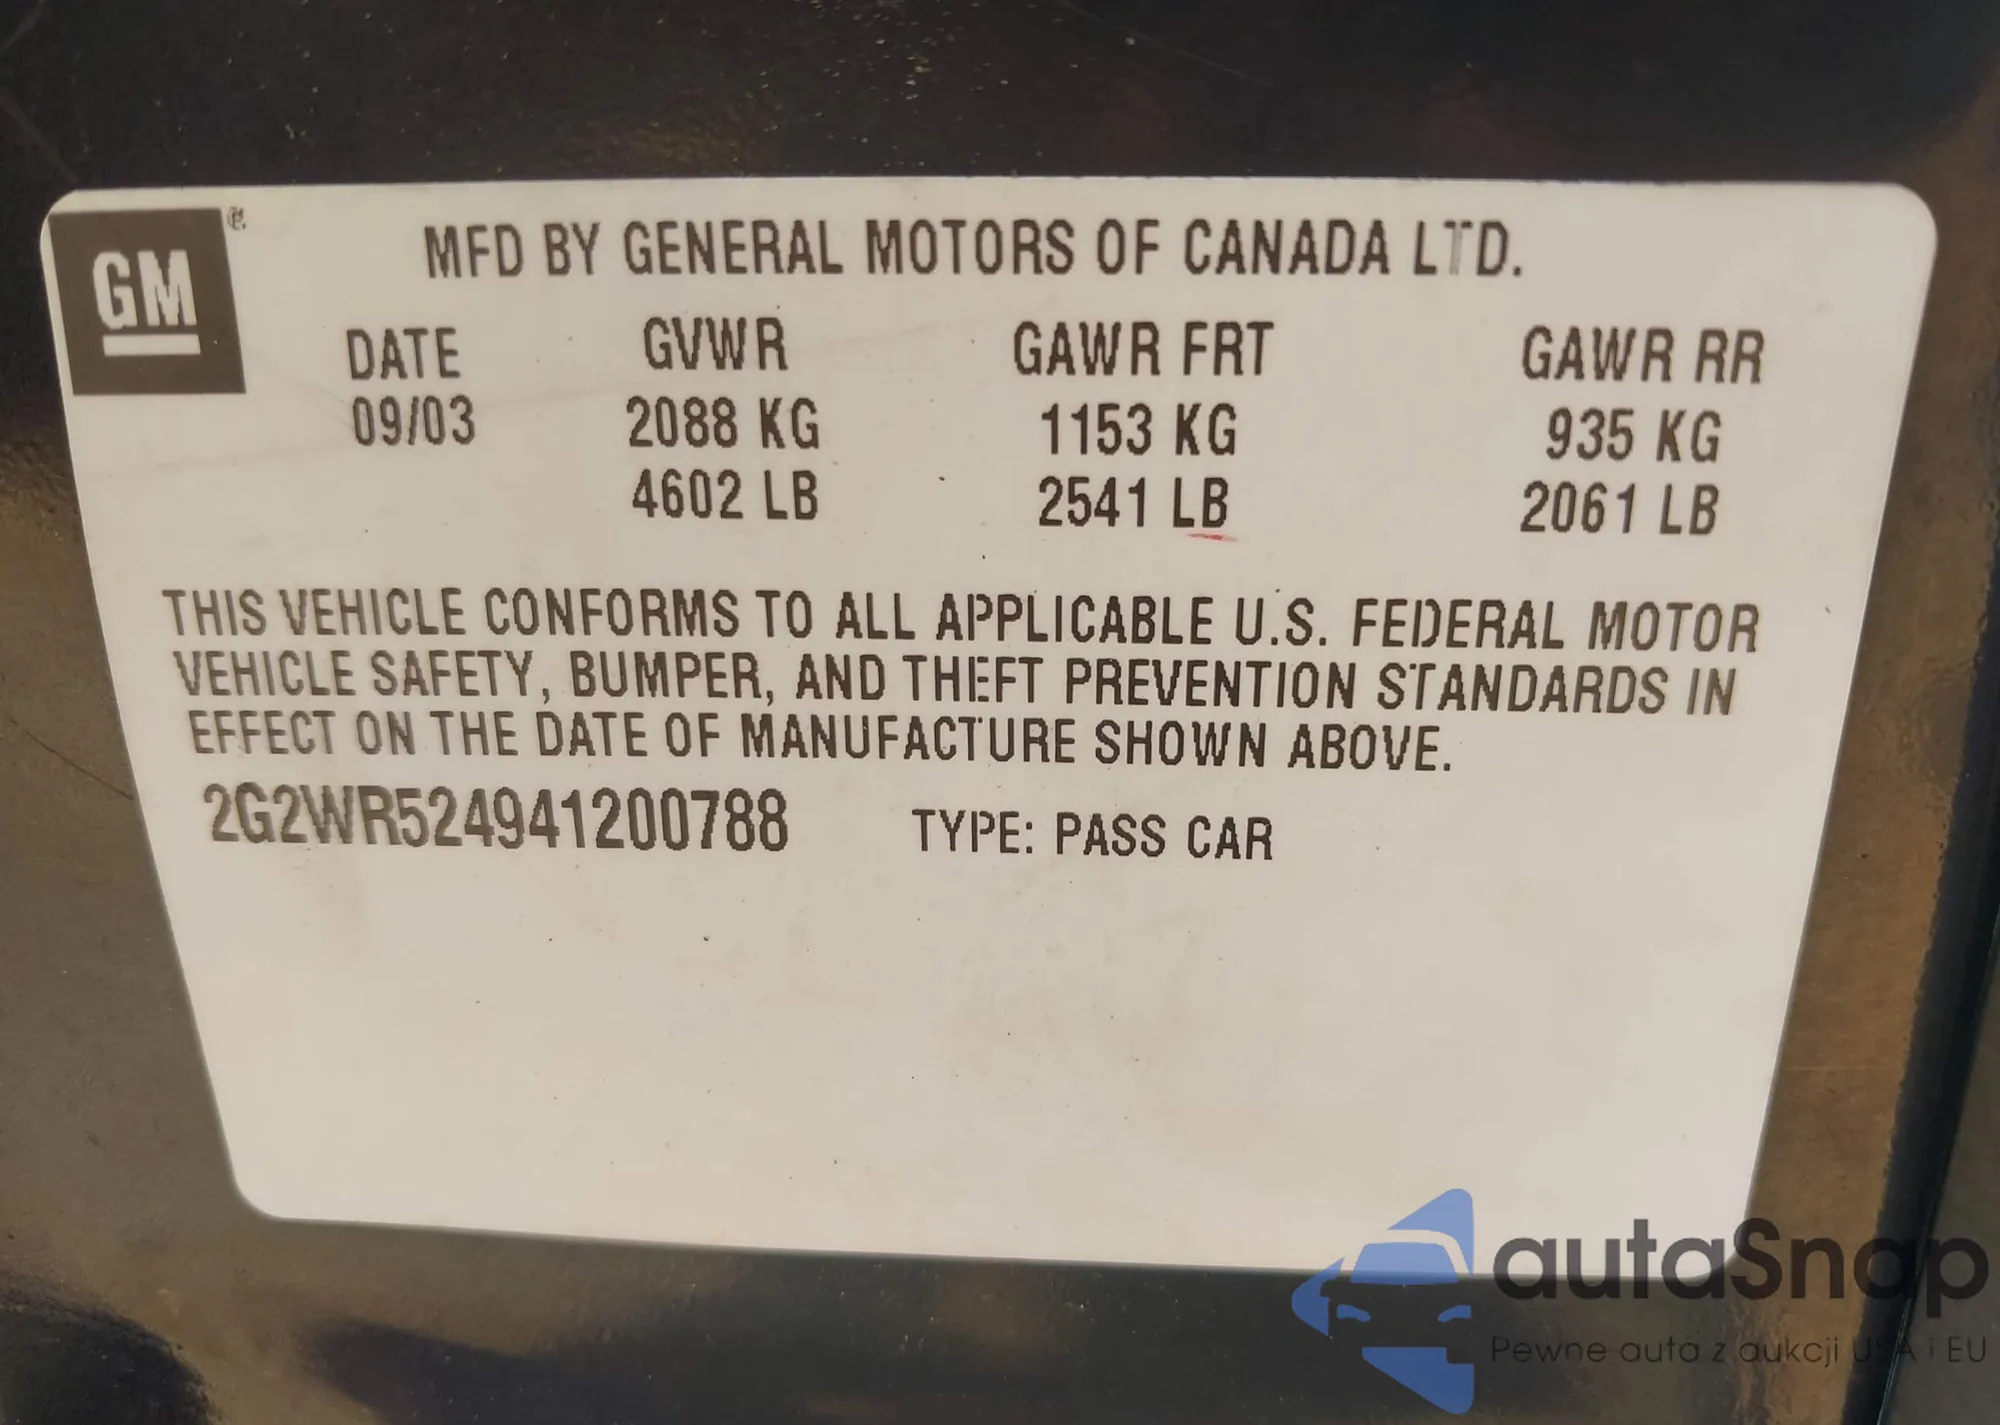 GM ®
MFD BY GENERAL MOTORS OF CANADA LTD.
DATE GVWR GAWR FRT GAWR RR
09/03 2088 KG 1153 KG 935 KG
4602 LB 2541 LB 2061 LB
THIS VEHICLE CONFORMS TO ALL APPLICABLE U.S. FEDERAL MOTOR
VEHICLE SAFETY, BUMPER, AND THEFT PREVENTION STANDARDS IN
EFFECT ON THE DATE OF MANUFACTURE SHOWN ABOVE.
2G2WR524941200788 TYPE: PASS CAR
autaSnap
Pewne auta z aukcji USA i EU